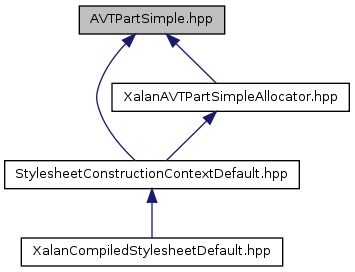 AVTPartSimple.hpp
XalanAVTPartSimpleAllocator.hpp
StylesheetConstructionContextDefault.hpp
XalanCompiledStylesheetDefault.hpp